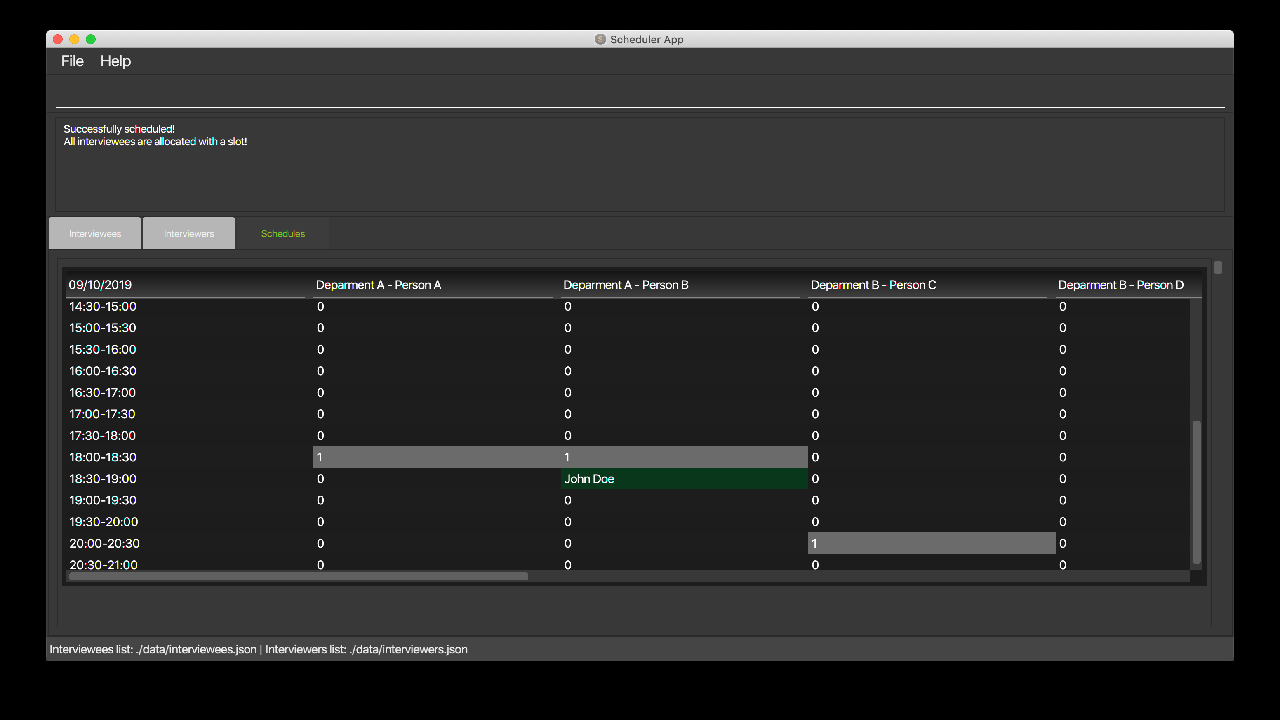 Scheduler App
File Help
Successfully scheduled!
All interviewees are allocated with a slot!
Interviewees Interviewers Schedules
09/10/2019 Deparment A - Person A Deparment A - Person B Deparment B - Person C Deparment B - Person D
14:30-15:00 0 0 0 0
15:00-15:30 0 0 0 0
15:30-16:00 0 0 0 0
16:00-16:30 0 0 0 0
16:30-17:00 0 0 0 0
17:00-17:30 0 0 0 0
17:30-18:00 0 0 0 0
18:00-18:30 1 1 0 0
18:30-19:00 0 John Doe 0 0
19:00-19:30 0 0 0 0
19:30-20:00 0 0 0 0
20:00-20:30 0 0 1 0
20:30-21:00 0 0 0 0
Interviewees list: ./data/interviewees.json | Interviewers list: ./data/interviewers.json